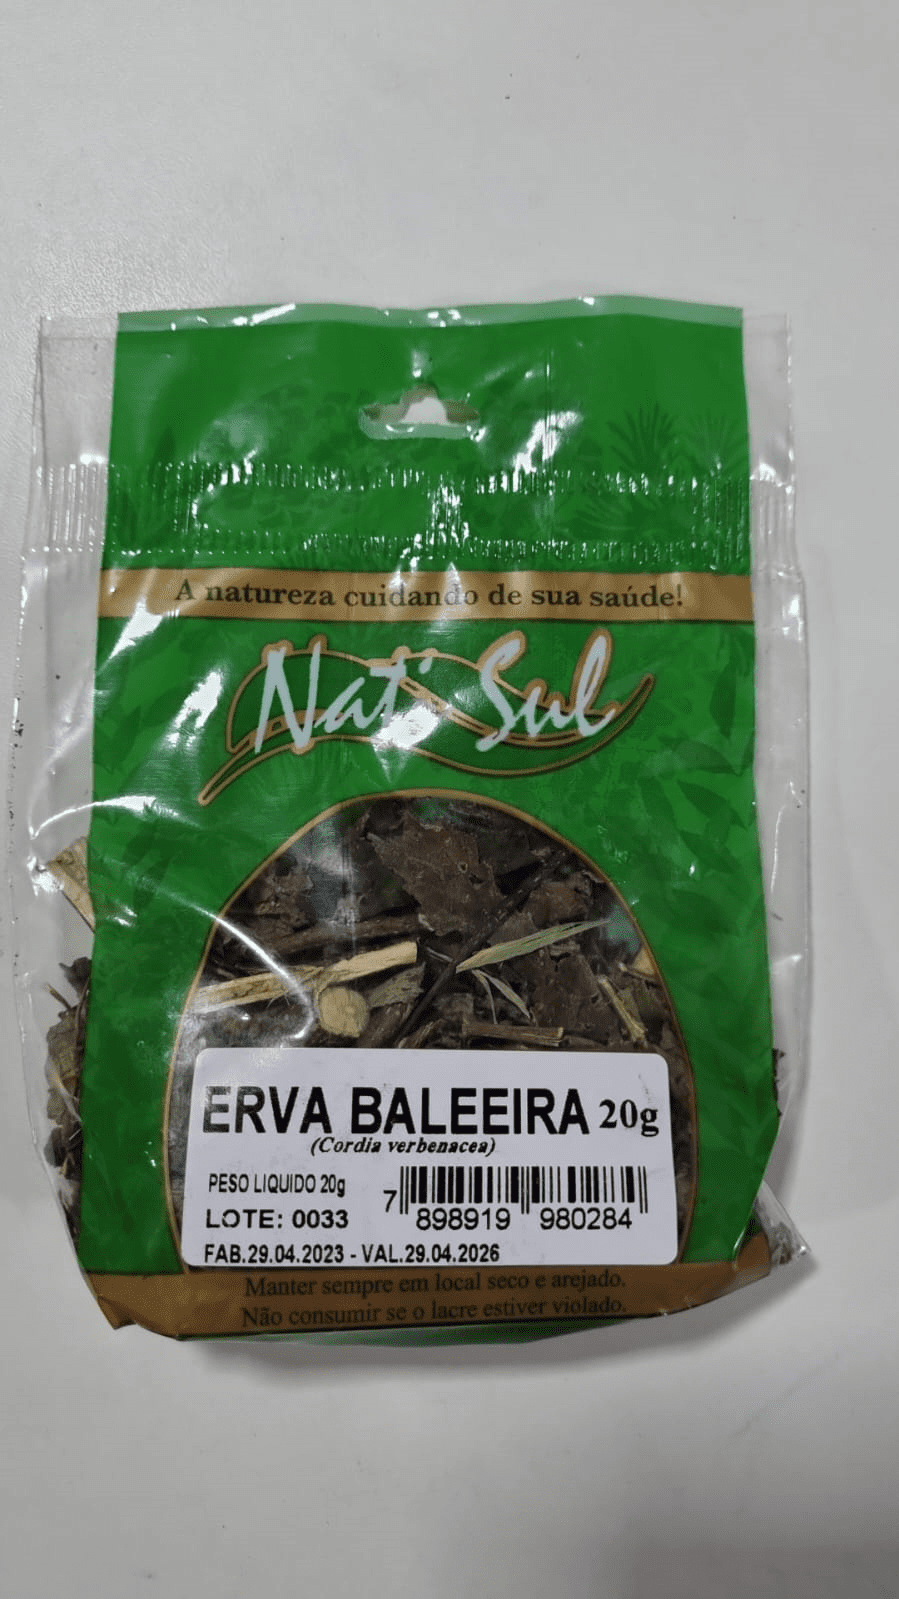 A natureza cuidando de sua saúde!
Nat' Sul
ERVA BALEEIRA 20g
(Cordia verbenacea)
PESO LIQUIDO 20g
LOTE: 0033
7 898919 980284
FAB.29.04.2023 - VAL.29.04.2026
Manter sempre em local seco e arejado.
Não consumir se o lacre estiver violado.